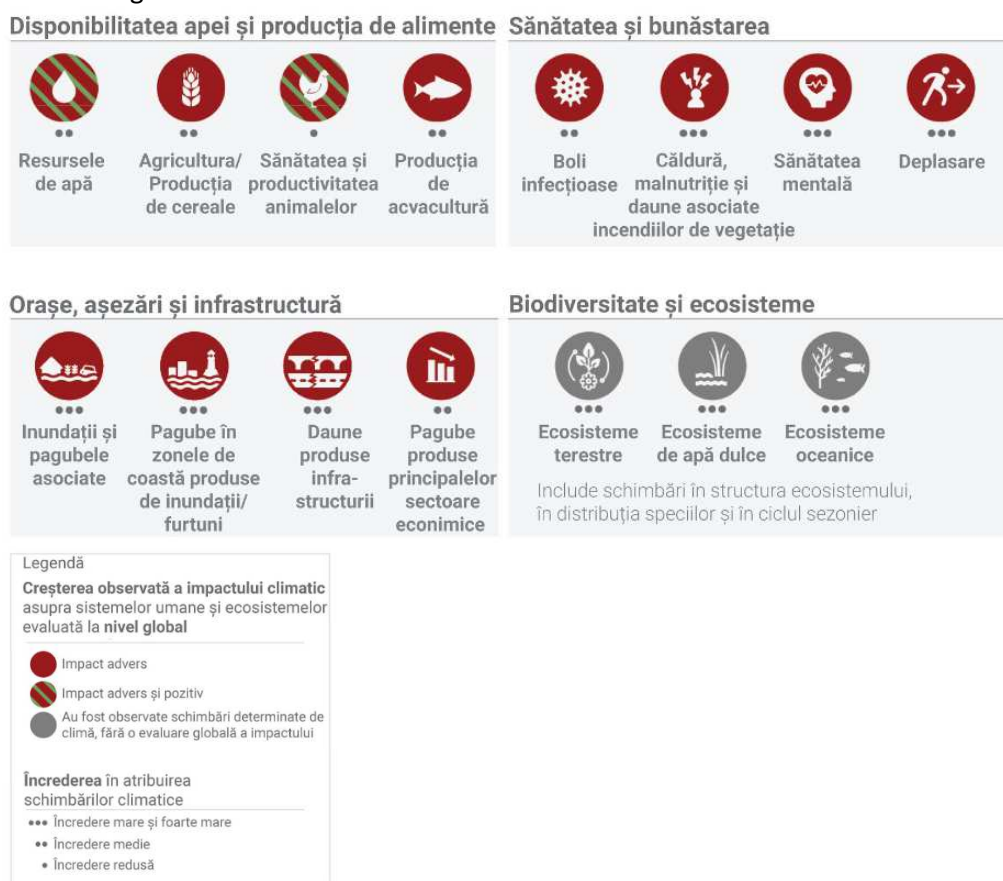 Disponibilitatea apei și producția de alimente
Resursele
de apă
Agricultura/
Producția
de cereale
Sănătatea și
productivitatea
animalelor
Producția
de
acvacultură
Sănătatea și bunăstarea
Boli
infecțioase
Căldură,
malnutriție și
daune asociate
incendiilor de vegetație
Sănătatea
mentală
Deplasare
Orașe, așezări și infrastructură
Inundații și
pagubele
asociate
Pagube în
zonele de
coastă produse
de inundații/
furtuni
Daune
produse
infra-
structurii
Pagube
produse
principalelor
sectoare
econimice
Biodiversitate și ecosisteme
Ecosisteme
terestre
Ecosisteme
de apă dulce
Ecosisteme
oceanice
Include schimbări în structura ecosistemului,
în distribuția speciilor și în ciclul sezonier
Legendă
Creșterea observată a impactului climatic
asupra sistemelor umane și ecosistemelor
evaluată la nivel global
Impact advers
Impact advers și pozitiv
Au fost observate schimbări determinate de
climă, fără o evaluare globală a impactului
Încrederea în atribuirea
schimbărilor climatice
••• Încredere mare și foarte mare
•• Încredere medie
• Încredere redusă